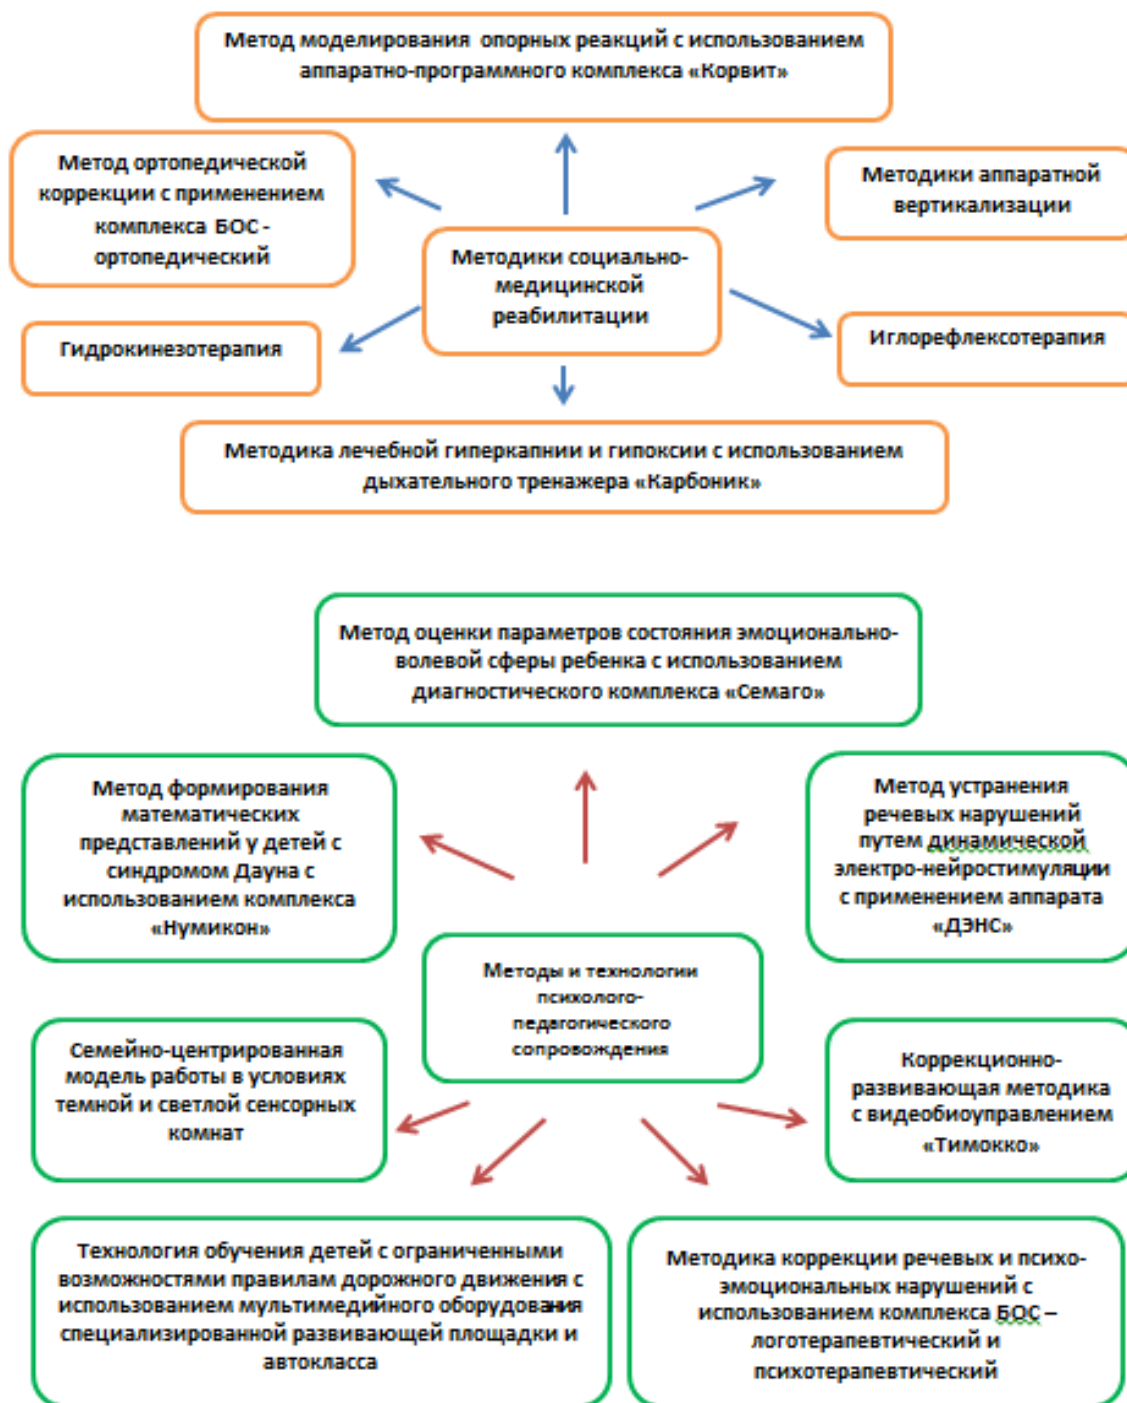 Метод моделирования опорных реакций с использованием
аппаратно-программного комплекса «Корвит»
Метод ортопедической
коррекции с применением
комплекса БОС -
ортопедический
Методики аппаратной
вертикализации
Методики социально-
медицинской
реабилитации
Гидрокинезотерапия
Иглорефлексотерапия
Методика лечебной гиперкапнии и гипоксии с использованием
дыхательного тренажера «Карбоник»
Метод оценки параметров состояния эмоционально-
волевой сферы ребенка с использованием
диагностического комплекса «Семаго»
Метод формирования
математических
представлений у детей с
синдромом Дауна с
использованием комплекса
«Нумикон»
Метод устранения
речевых нарушений
путем динамической
электро-нейростимуляции
с применением аппарата
«ДЭНС»
Методы и технологии
психолого-
педагогического
сопровождения
Семейно-центрированная
модель работы в условиях
темной и светлой сенсорных
комнат
Коррекционно-
развивающая методика
с видеобиоуправлением
«Тимокко»
Технология обучения детей с ограниченными
возможностями правилам дорожного движения с
использованием мультимедийного оборудования
специализированной развивающей площадки и
автокласса
Методика коррекции речевых и психо-
эмоциональных нарушений с
использованием комплекса БОС –
логотерапевтический и
психотерапевтический